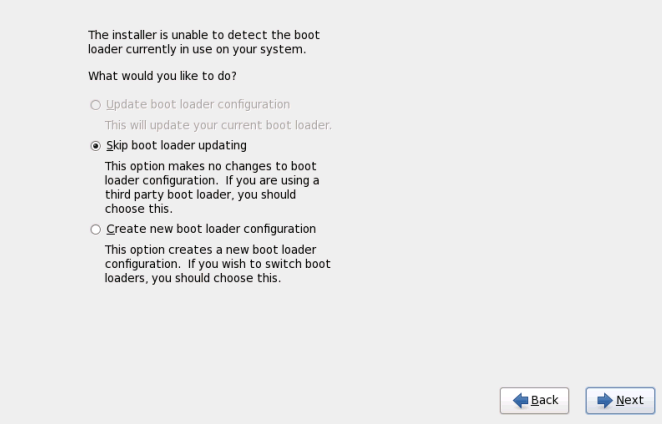 The installer is unable to detect the boot
loader currently in use on your system.
What would you like to do?
Update boot loader configuration
This will update your current boot loader.
Skip boot loader updating
This option makes no changes to boot
loader configuration.  If you are using a
third party boot loader, you should
choose this.
Create new boot loader configuration
This option creates a new boot loader
configuration.  If you wish to switch boot
loaders, you should choose this.
Back
Next